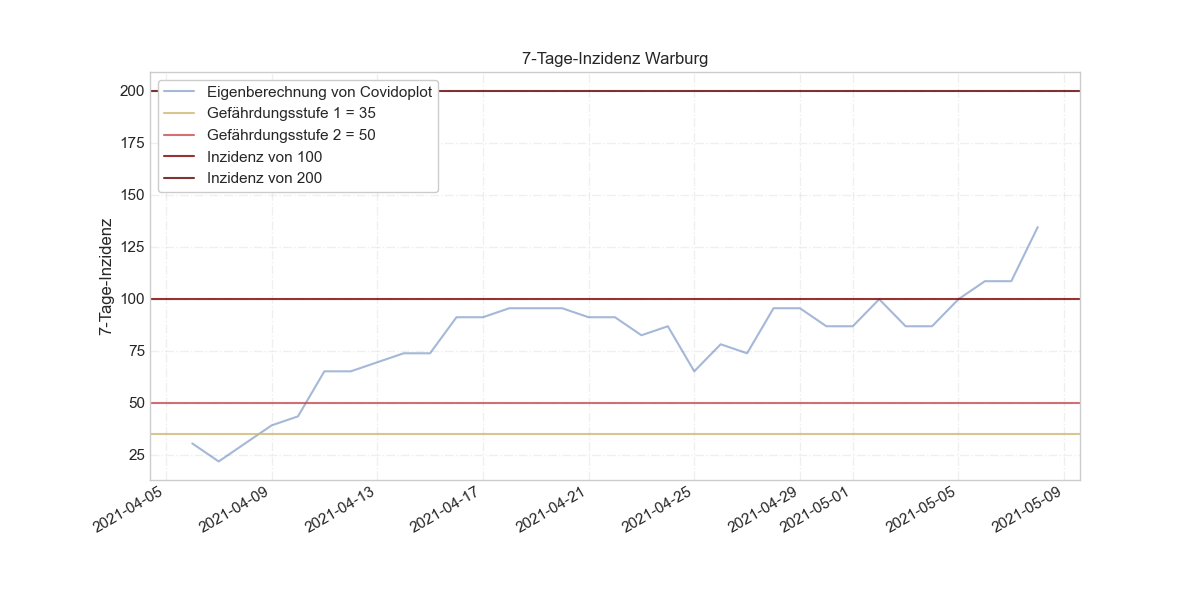 7-Tage-Inzidenz Warburg
Eigenberechnung von Covidoplot
Gefährdungsstufe 1 = 35
Gefährdungsstufe 2 = 50
Inzidenz von 100
Inzidenz von 200
7-Tage-Inzidenz
200
175
150
125
100
75
50
25
2021-04-05
2021-04-09
2021-04-13
2021-04-17
2021-04-21
2021-04-25
2021-04-29
2021-05-01
2021-05-05
2021-05-09